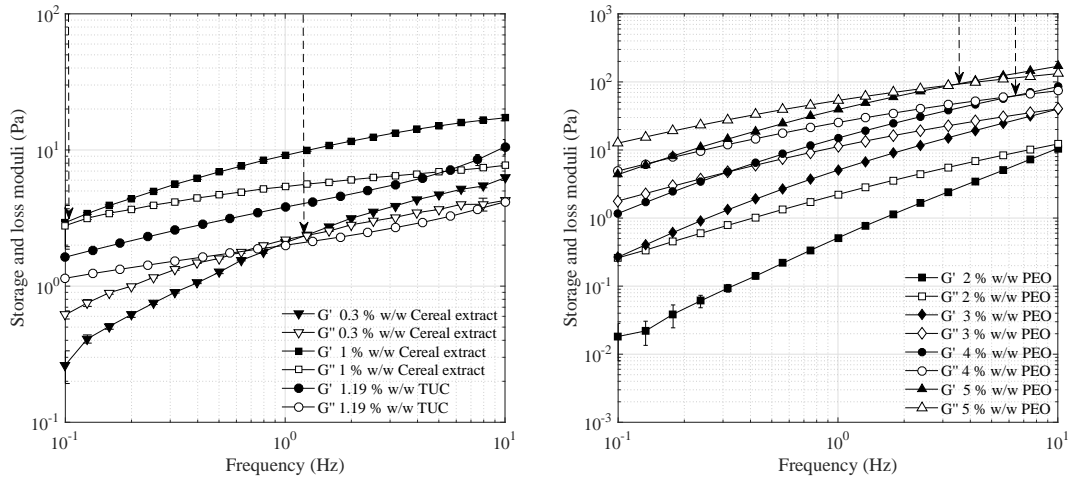 Storage and loss moduli (Pa)
10^2
10^1
10^0
10^-1
G' 0.3 % w/w Cereal extract
G'' 0.3 % w/w Cereal extract
G' 1 % w/w Cereal extract
G'' 1 % w/w Cereal extract
G' 1.19 % w/w TUC
G'' 1.19 % w/w TUC
10^-1 10^0 10^1
Frequency (Hz)
Storage and loss moduli (Pa)
10^3
10^2
10^1
10^0
10^-1
10^-2
10^-3
G' 2 % w/w PEO
G'' 2 % w/w PEO
G' 3 % w/w PEO
G'' 3 % w/w PEO
G' 4 % w/w PEO
G'' 4 % w/w PEO
G' 5 % w/w PEO
G'' 5 % w/w PEO
10^-1 10^0 10^1
Frequency (Hz)